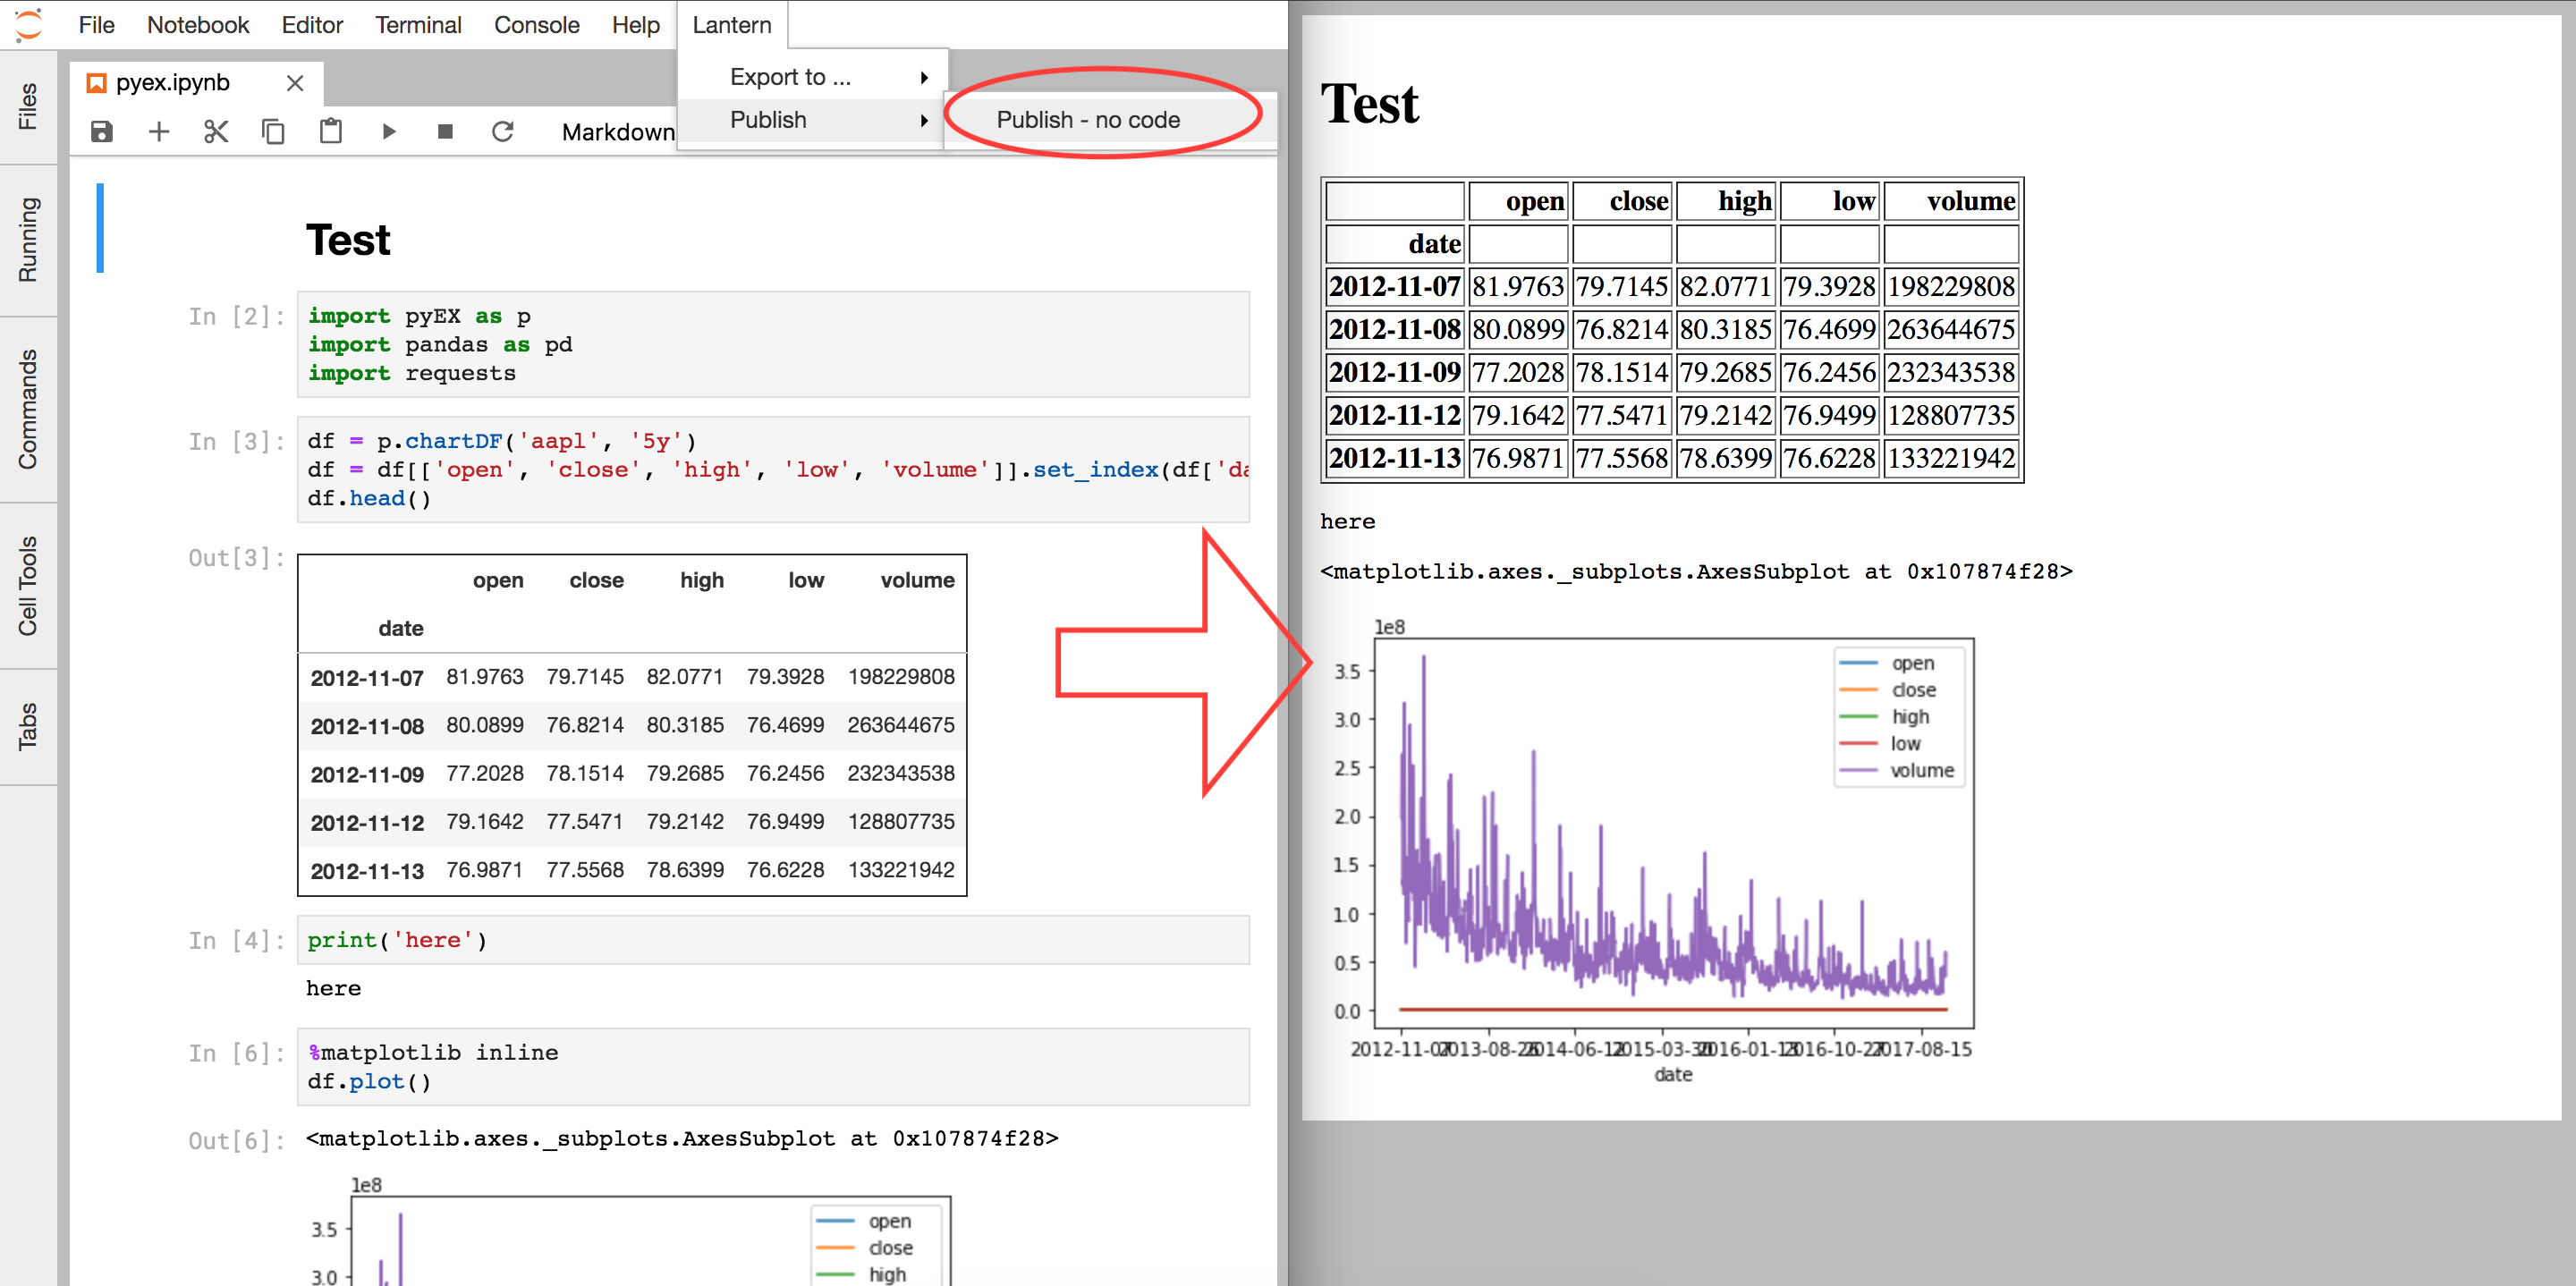 File Notebook Editor Terminal Console Help Lantern
Export to ...
Publish
Publish - no code
pyex.ipynb
Markdown
Files
Running
Commands
Cell Tools
Tabs
Test
In [2]:
import pyEX as p
import pandas as pd
import requests
In [3]:
df = p.chartDF('aapl', '5y')
df = df[['open', 'close', 'high', 'low', 'volume']].set_index(df['da
df.head()
Out[3]:
open close high low volume
date
2012-11-07 81.9763 79.7145 82.0771 79.3928 198229808
2012-11-08 80.0899 76.8214 80.3185 76.4699 263644675
2012-11-09 77.2028 78.1514 79.2685 76.2456 232343538
2012-11-12 79.1642 77.5471 79.2142 76.9499 128807735
2012-11-13 76.9871 77.5568 78.6399 76.6228 133221942
In [4]:
print('here')
here
In [6]:
%matplotlib inline
df.plot()
Out[6]:
<matplotlib.axes._subplots.AxesSubplot at 0x107874f28>
1e8
3.5
3.0
open
close
high
Test
open close high low volume
date
2012-11-07 81.9763 79.7145 82.0771 79.3928 198229808
2012-11-08 80.0899 76.8214 80.3185 76.4699 263644675
2012-11-09 77.2028 78.1514 79.2685 76.2456 232343538
2012-11-12 79.1642 77.5471 79.2142 76.9499 128807735
2012-11-13 76.9871 77.5568 78.6399 76.6228 133221942
here
<matplotlib.axes._subplots.AxesSubplot at 0x107874f28>
1e8
3.5
3.0
2.5
2.0
1.5
1.0
0.5
0.0
open
close
high
low
volume
2012-11-07 2013-08-26 2014-06-12 2015-03-30 2016-01-13 2016-10-27 2017-08-15
date